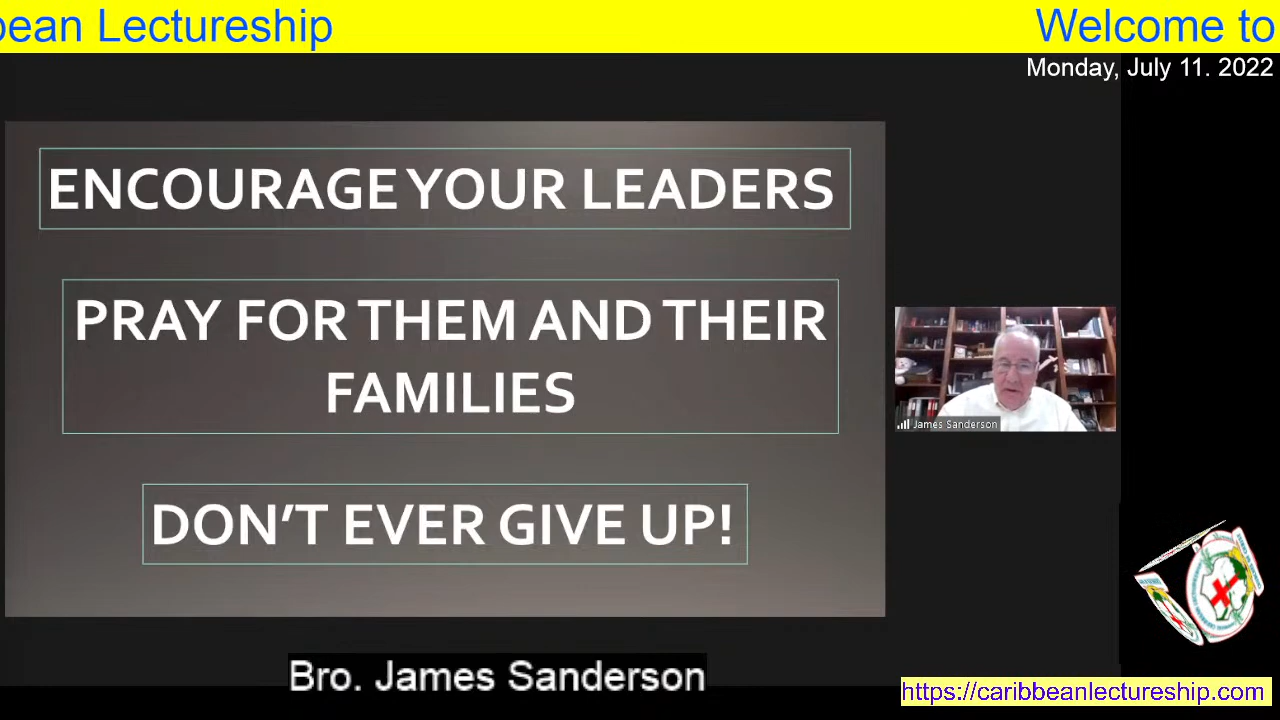 bean Lectureship
Welcome to
Monday, July 11. 2022
ENCOURAGE YOUR LEADERS
PRAY FOR THEM AND THEIR
FAMILIES
DON'T EVER GIVE UP!
James Sanderson
Bro. James Sanderson
https://caribbeanlectureship.com